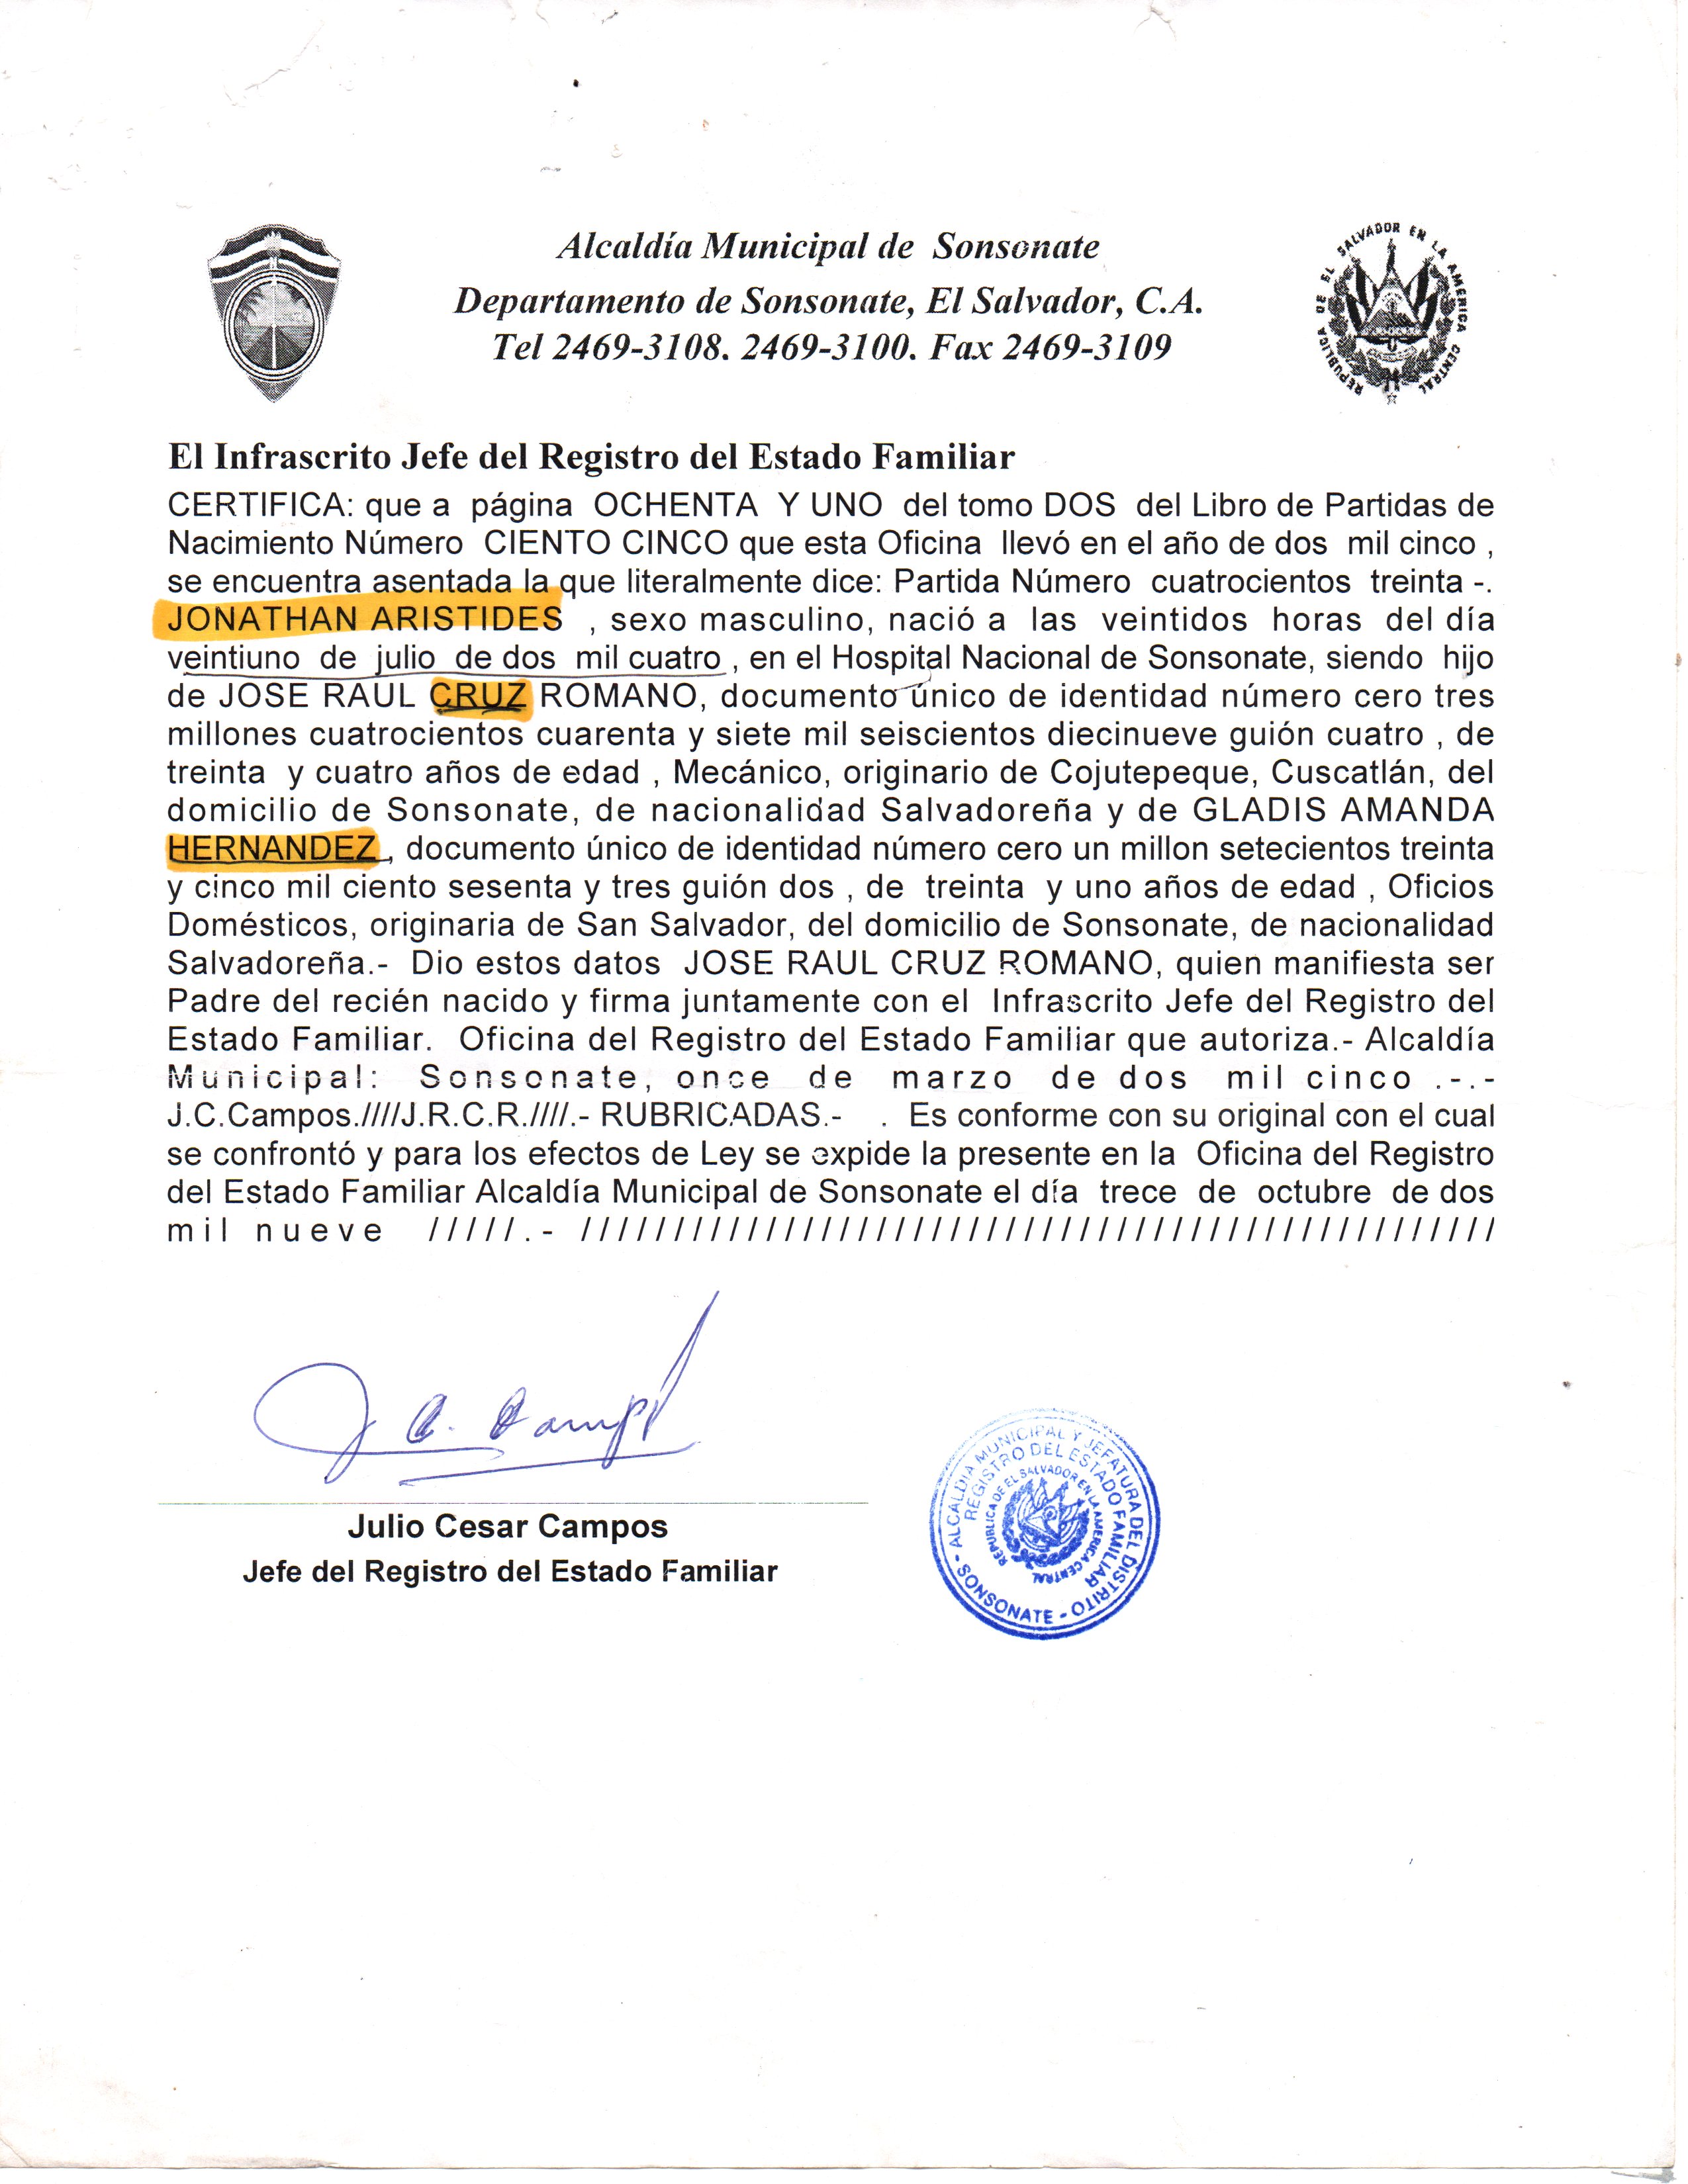 Alcaldía Municipal de Sonsonate
Departamento de Sonsonate, El Salvador, C.A.
Tel 2469-3108. 2469-3100. Fax 2469-3109
REPUBLICA DE EL SALVADOR EN LA AMERICA CENTRAL
El Infrascrito Jefe del Registro del Estado Familiar
CERTIFICA: que a página OCHENTA Y UNO del tomo DOS del Libro de Partidas de
Nacimiento Número CIENTO CINCO que esta Oficina llevó en el año de dos mil cinco ,
se encuentra asentada la que literalmente dice: Partida Número cuatrocientos treinta -.
JONATHAN ARISTIDES , sexo masculino, nació a las veintidos horas del día
veintiuno de julio de dos mil cuatro , en el Hospital Nacional de Sonsonate, siendo hijo
de JOSE RAUL CRUZ ROMANO, documento único de identidad número cero tres
millones cuatrocientos cuarenta y siete mil seiscientos diecinueve guión cuatro , de
treinta y cuatro años de edad , Mecánico, originario de Cojutepeque, Cuscatlán, del
domicilio de Sonsonate, de nacionalidad Salvadoreña y de GLADIS AMANDA
HERNANDEZ , documento único de identidad número cero un millon setecientos treinta
y cinco mil ciento sesenta y tres guión dos , de treinta y uno años de edad , Oficios
Domésticos, originaria de San Salvador, del domicilio de Sonsonate, de nacionalidad
Salvadoreña.- Dio estos datos JOSE RAUL CRUZ ROMANO, quien manifiesta ser
Padre del recién nacido y firma juntamente con el Infrascrito Jefe del Registro del
Estado Familiar. Oficina del Registro del Estado Familiar que autoriza.- Alcaldía
Municipal: Sonsonate, once de marzo de dos mil cinco .-.-
J.C.Campos.////J.R.C.R.////.- RUBRICADAS.- . Es conforme con su original con el cual
se confrontó y para los efectos de Ley se expide la presente en la Oficina del Registro
del Estado Familiar Alcaldía Municipal de Sonsonate el día trece de octubre de dos
mil nueve /////.- //////////////////////////////////////////////////
J C. Campos
Julio Cesar Campos
Jefe del Registro del Estado Familiar
ALCALDIA MUNICIPAL Y JEFATURA DEL DISTRITO - SONSONATE -
REGISTRO DEL ESTADO FAMILIAR
REPUBLICA DE EL SALVADOR EN LA AMERICA CENTRAL